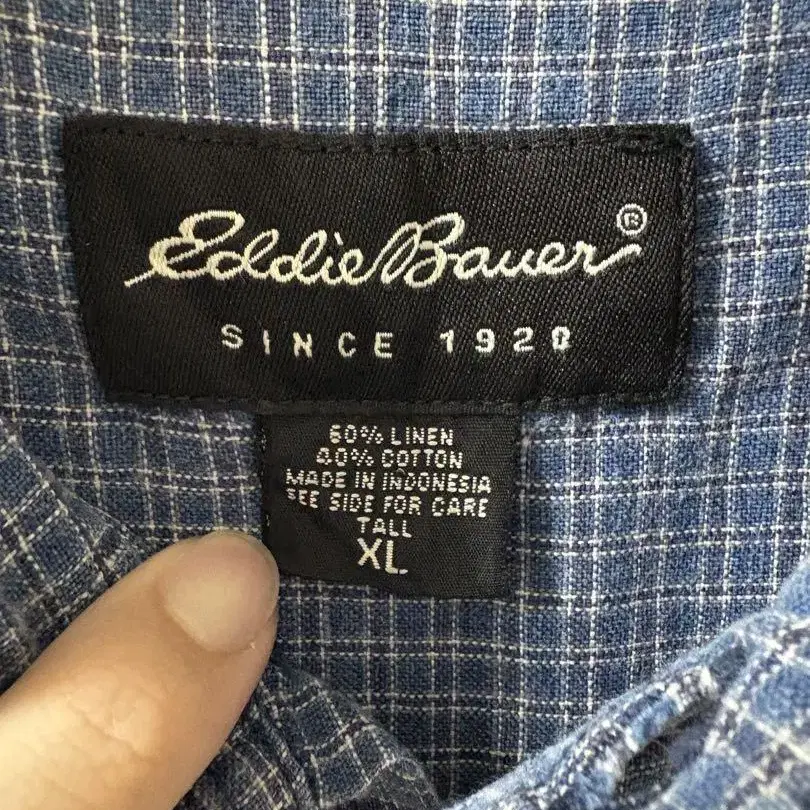 Eddie Bauer®
SINCE 1920
60% LINEN
40% COTTON
MADE IN INDONESIA
SEE SIDE FOR CARE
TALL
XL